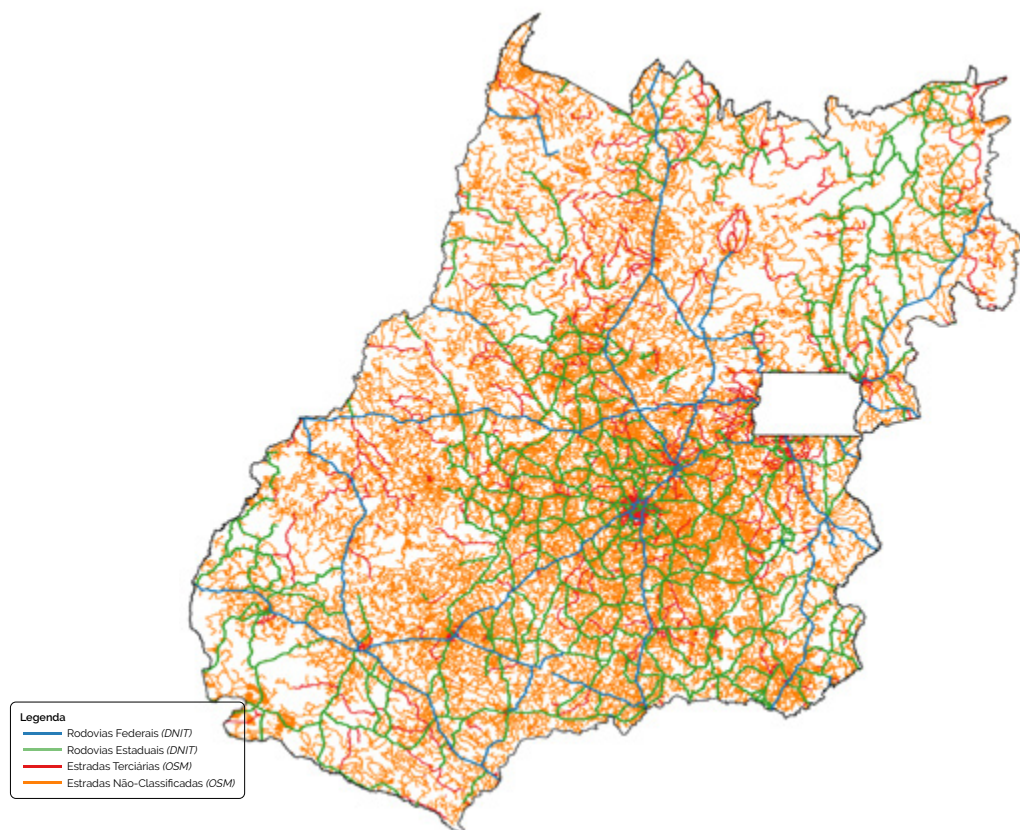 Legenda
Rodovias Federais (DNIT)
Rodovias Estaduais (DNIT)
Estradas Terciárias (OSM)
Estradas Não-Classificadas (OSM)